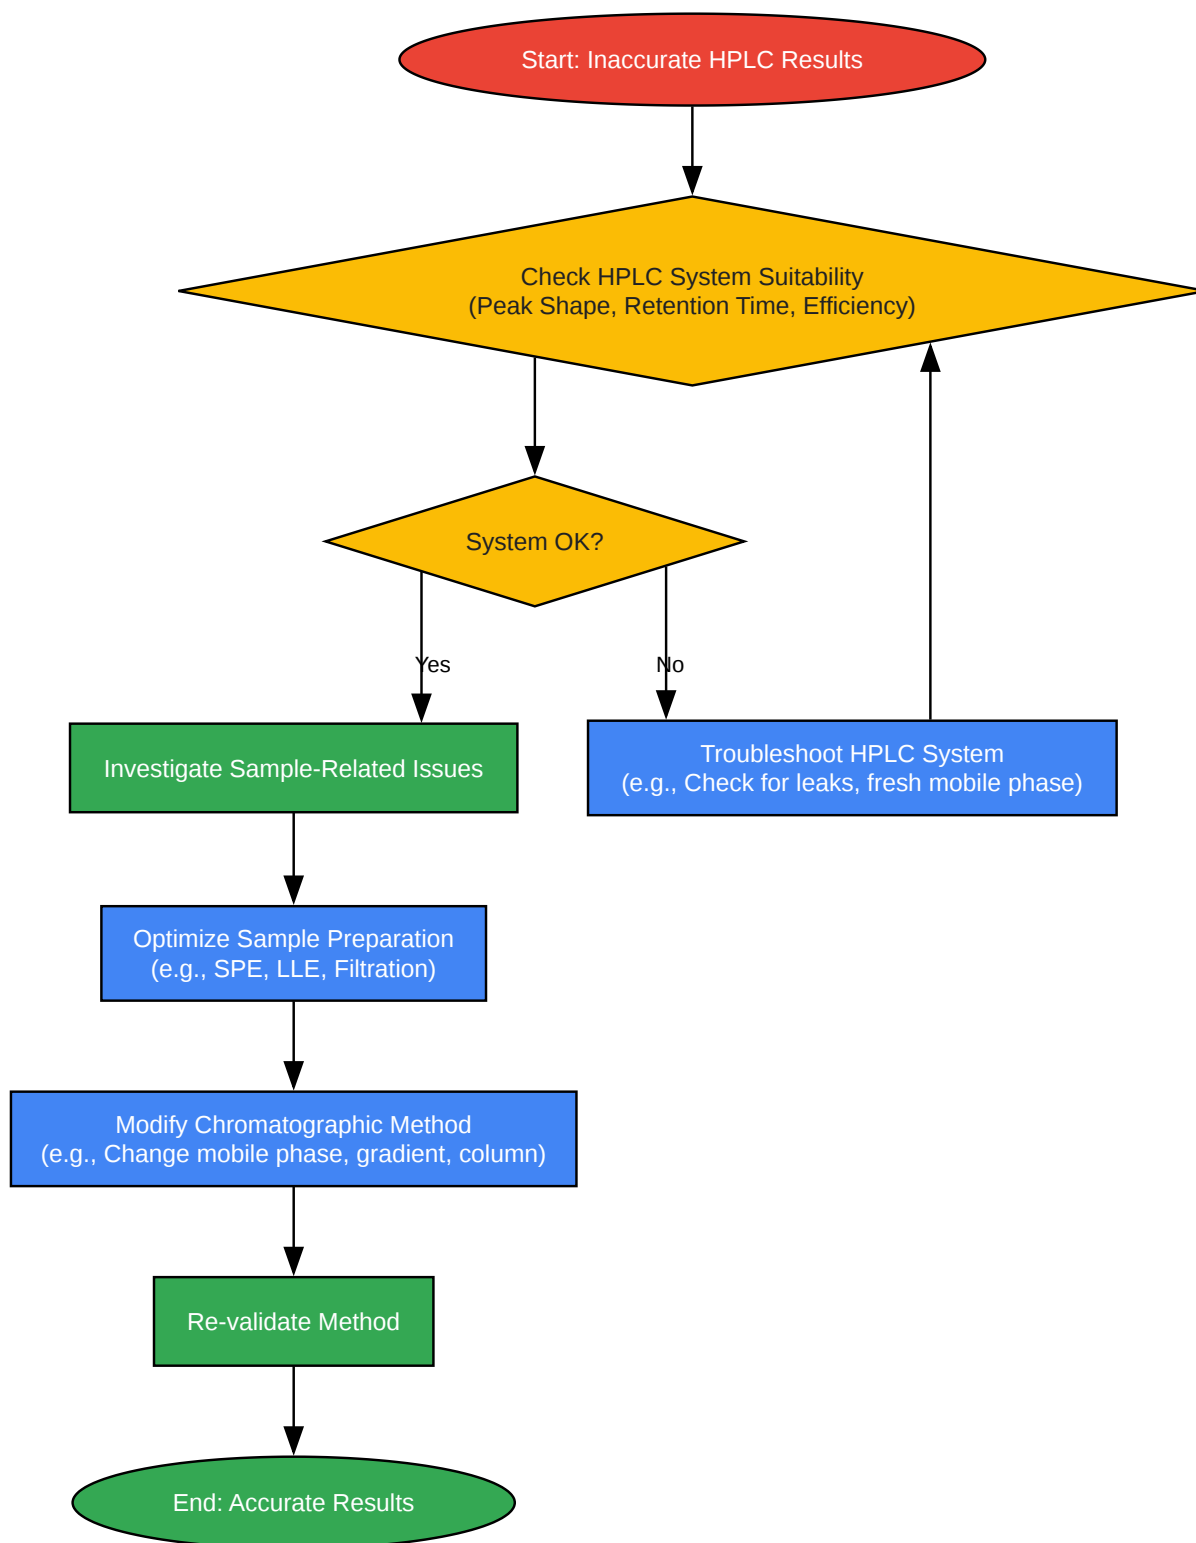 Start: Inaccurate HPLC Results
Check HPLC System Suitability
(Peak Shape, Retention Time, Efficiency)
System OK?
Yes
No
Investigate Sample-Related Issues
Troubleshoot HPLC System
(e.g., Check for leaks, fresh mobile phase)
Optimize Sample Preparation
(e.g., SPE, LLE, Filtration)
Modify Chromatographic Method
(e.g., Change mobile phase, gradient, column)
Re-validate Method
End: Accurate Results